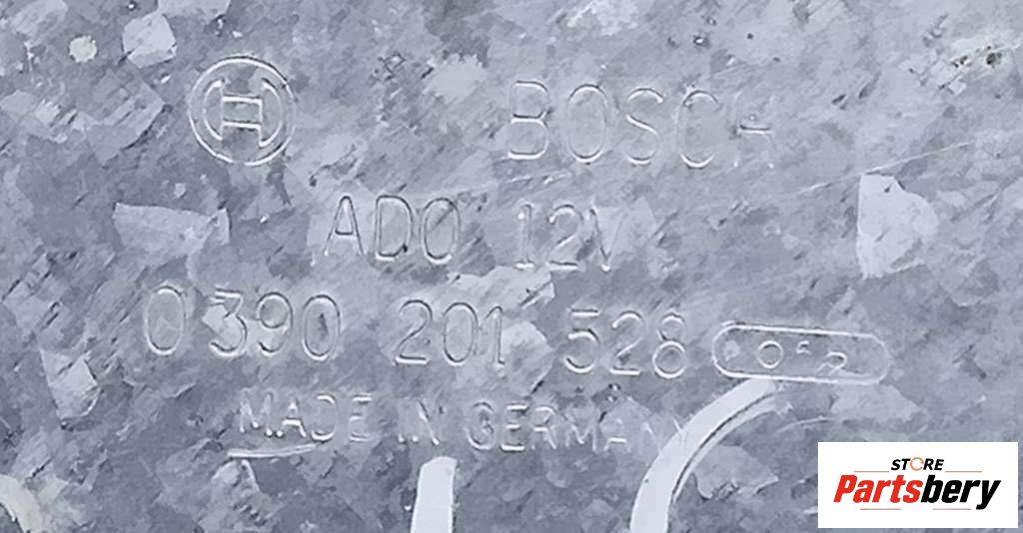 BOSCH
ADO 12V
0 390 201 528
MADE IN GERMANY
STORE
Partsbery